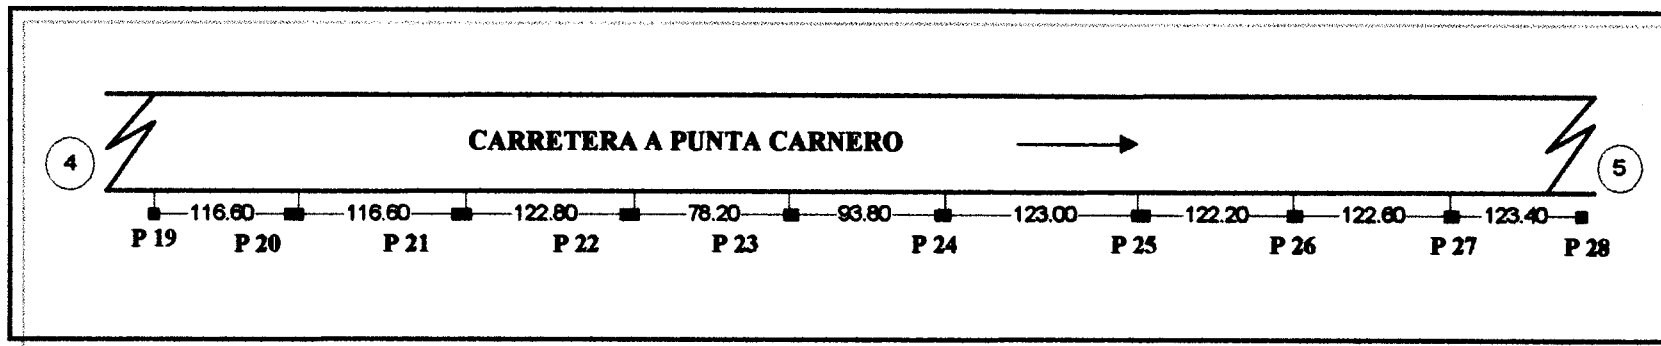 CARRETERA A PUNTA CARNERO
4
5
116.60 116.60 122.80 78.20 93.80 123.00 122.20 122.60 123.40
P 19 P 20 P 21 P 22 P 23 P 24 P 25 P 26 P 27 P 28